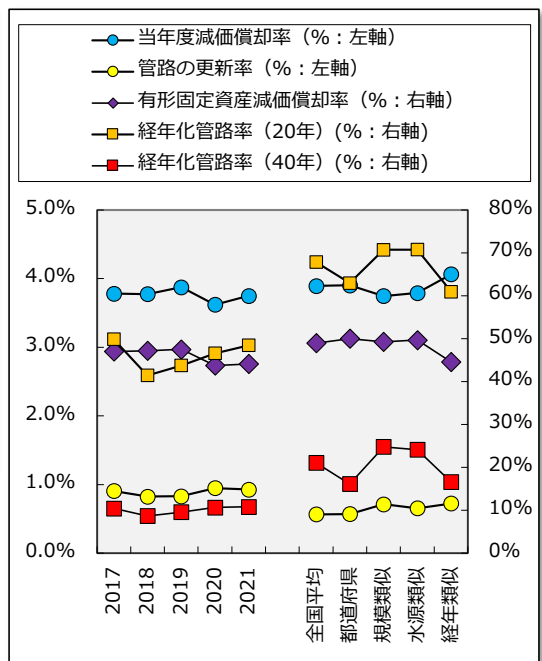 当年度減価償却率（%：左軸）
管路の更新率（%：左軸）
有形固定資産減価償却率（%：右軸）
経年化管路率（20年）(%：右軸)
経年化管路率（40年）(%：右軸)
5.0%
4.0%
3.0%
2.0%
1.0%
0.0%
80%
70%
60%
50%
40%
30%
20%
10%
0%
2017
2018
2019
2020
2021
全国平均
都道府県
規模類似
水源類似
経年類似